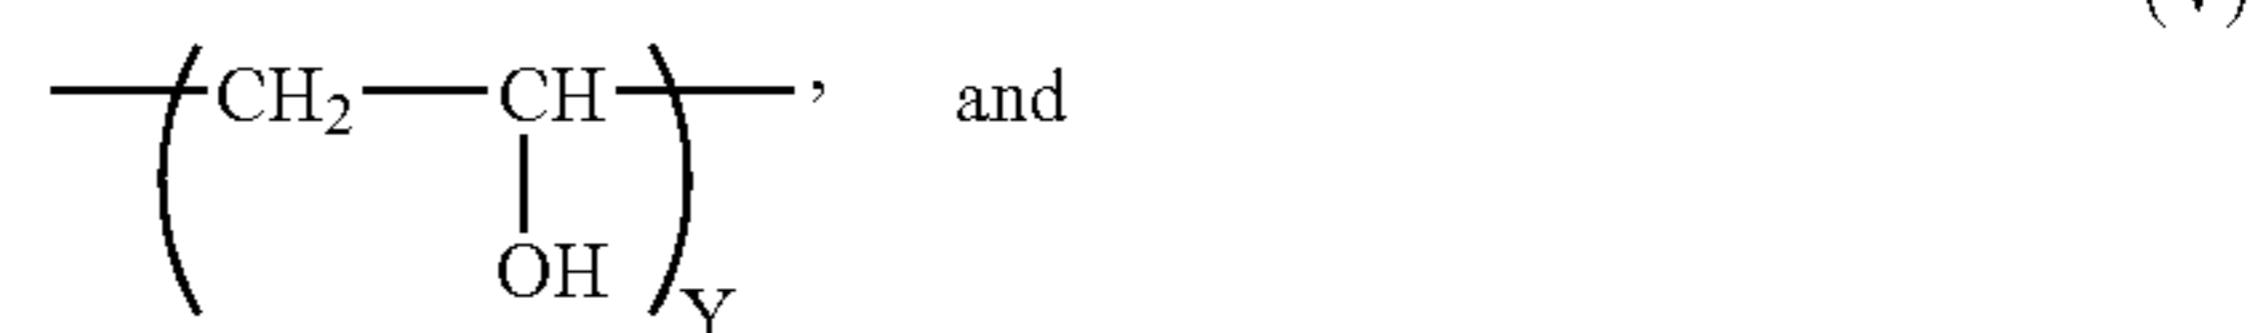 (V)
( CH₂ — CH ) , and
OH
Y